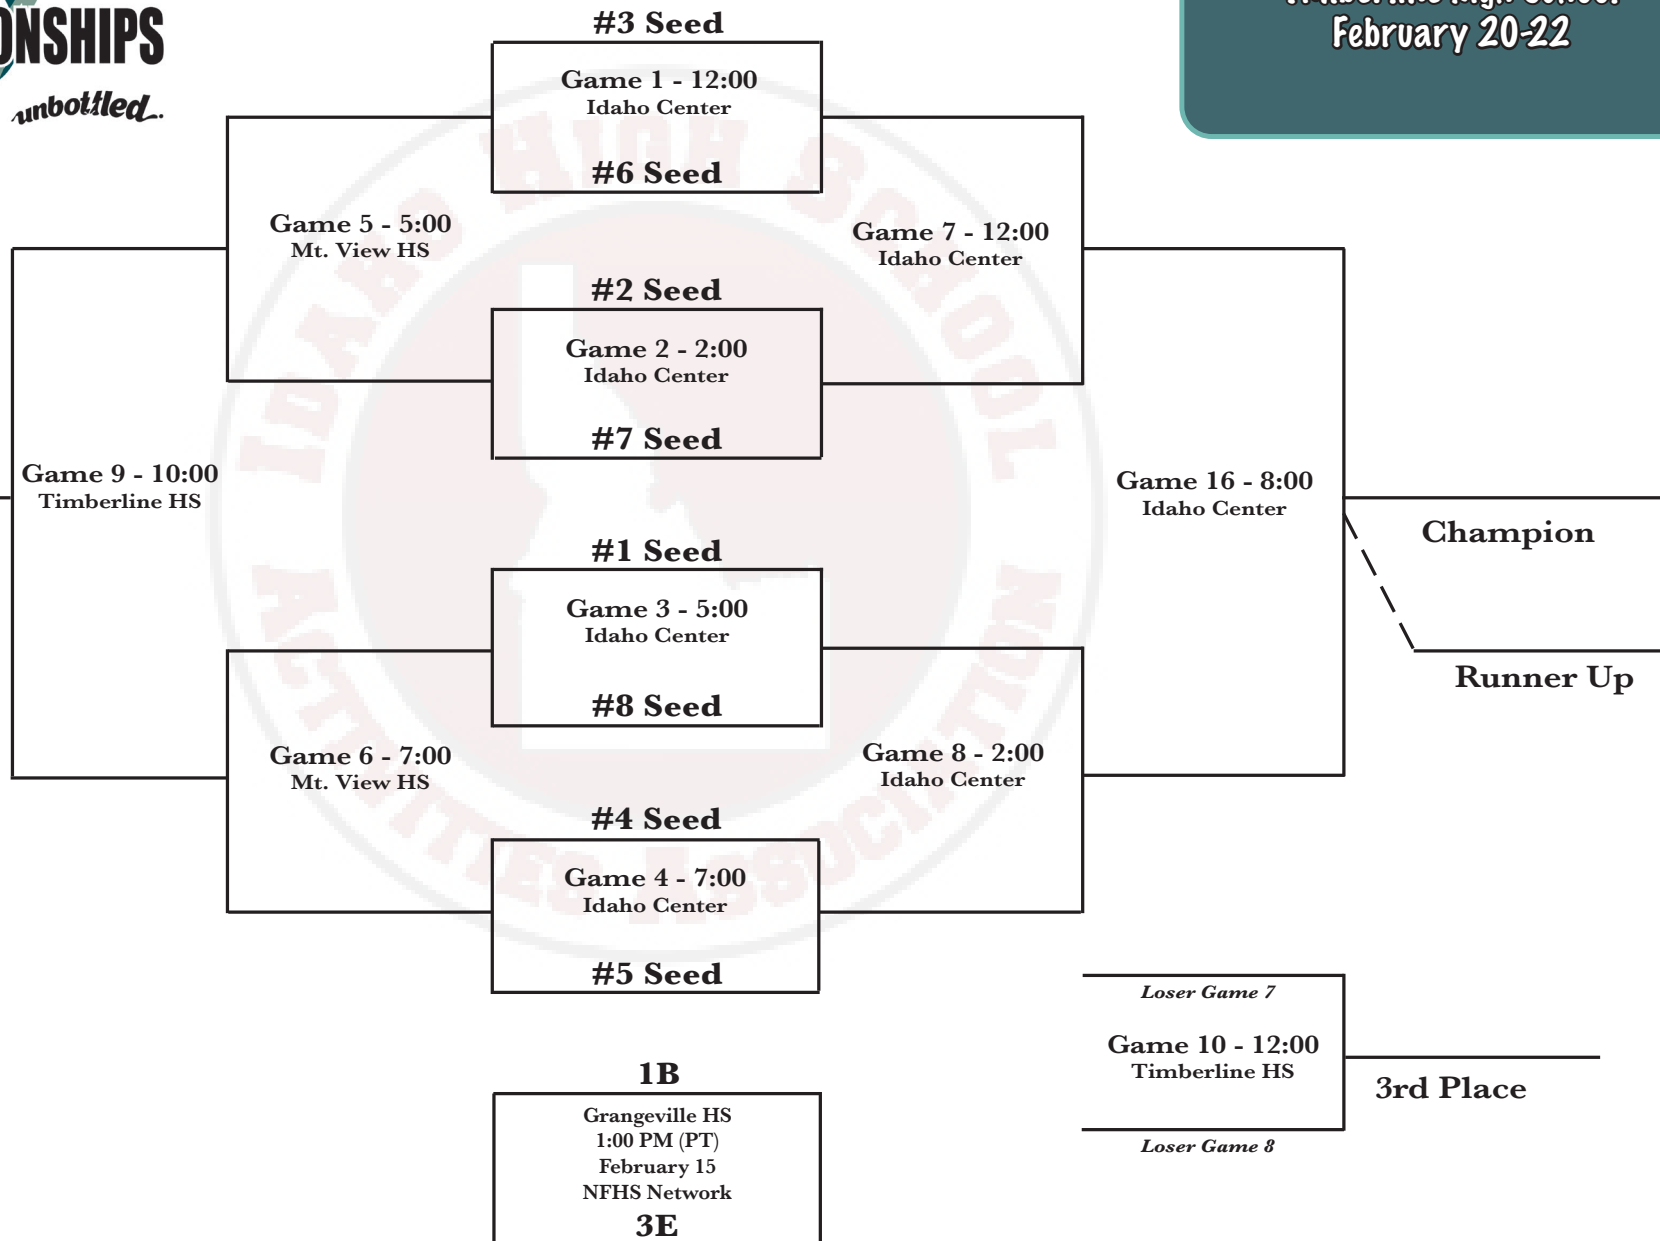 unbottled.
February 20-22
#3 Seed
Game 1 - 12:00
Idaho Center
#6 Seed
Game 5 - 5:00
Mt. View HS
Game 7 - 12:00
Idaho Center
#2 Seed
Game 2 - 2:00
Idaho Center
#7 Seed
Game 9 - 10:00
Timberline HS
Game 16 - 8:00
Idaho Center
Champion
#1 Seed
Game 3 - 5:00
Idaho Center
#8 Seed
Runner Up
Game 6 - 7:00
Mt. View HS
Game 8 - 2:00
Idaho Center
#4 Seed
Game 4 - 7:00
Idaho Center
#5 Seed
Loser Game 7
Game 10 - 12:00
Timberline HS
3rd Place
Loser Game 8
1B
Grangeville HS
1:00 PM (PT)
February 15
NFHS Network
3E
IDAHO HIGH SCHOOL
ACTIVITIES ASSOCIATION